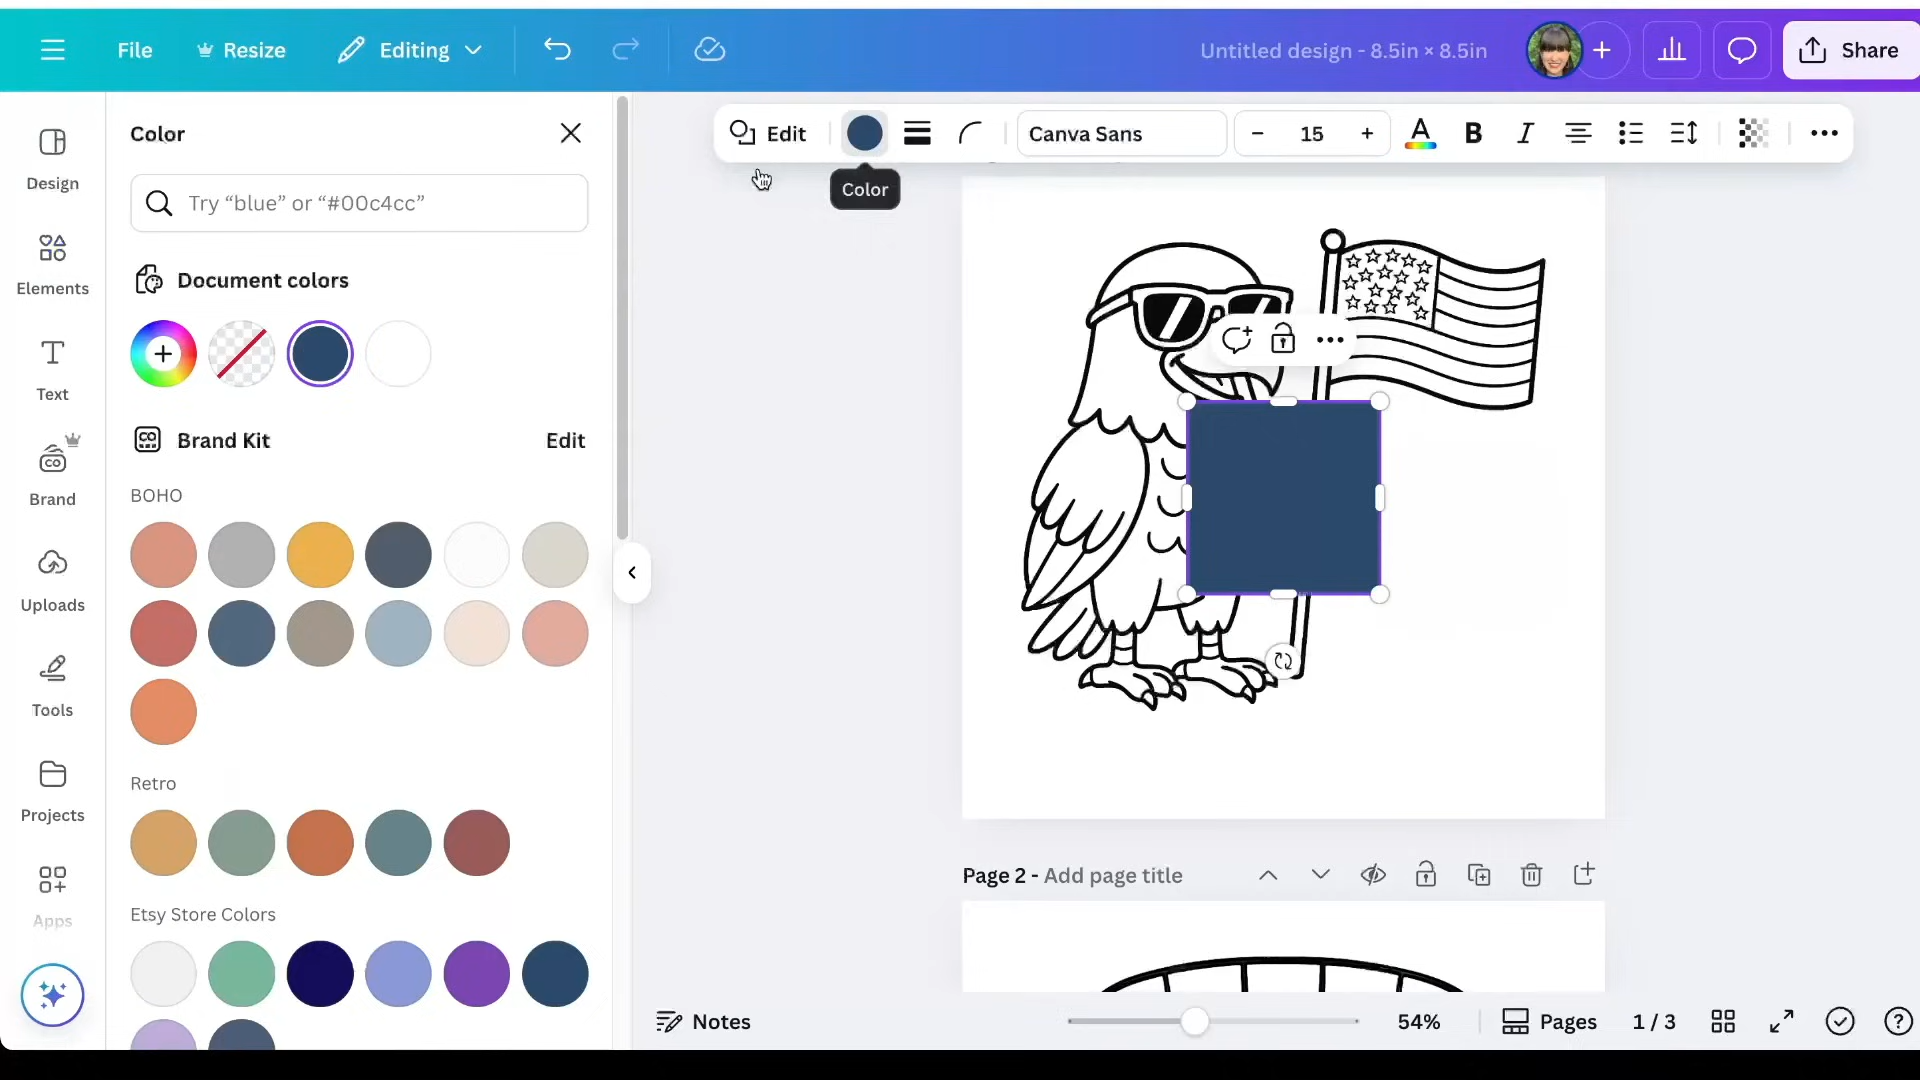 File
Resize
Editing
Untitled design - 8.5in × 8.5in
Share
Design
Elements
Text
Brand
Uploads
Tools
Projects
Apps
Color
Try “blue” or “#00c4cc”
Document colors
Brand Kit
Edit
BOHO
Retro
Etsy Store Colors
Edit
Canva Sans
15
A
B
I
Color
Page 2 - Add page title
Notes
54%
Pages
1 / 3